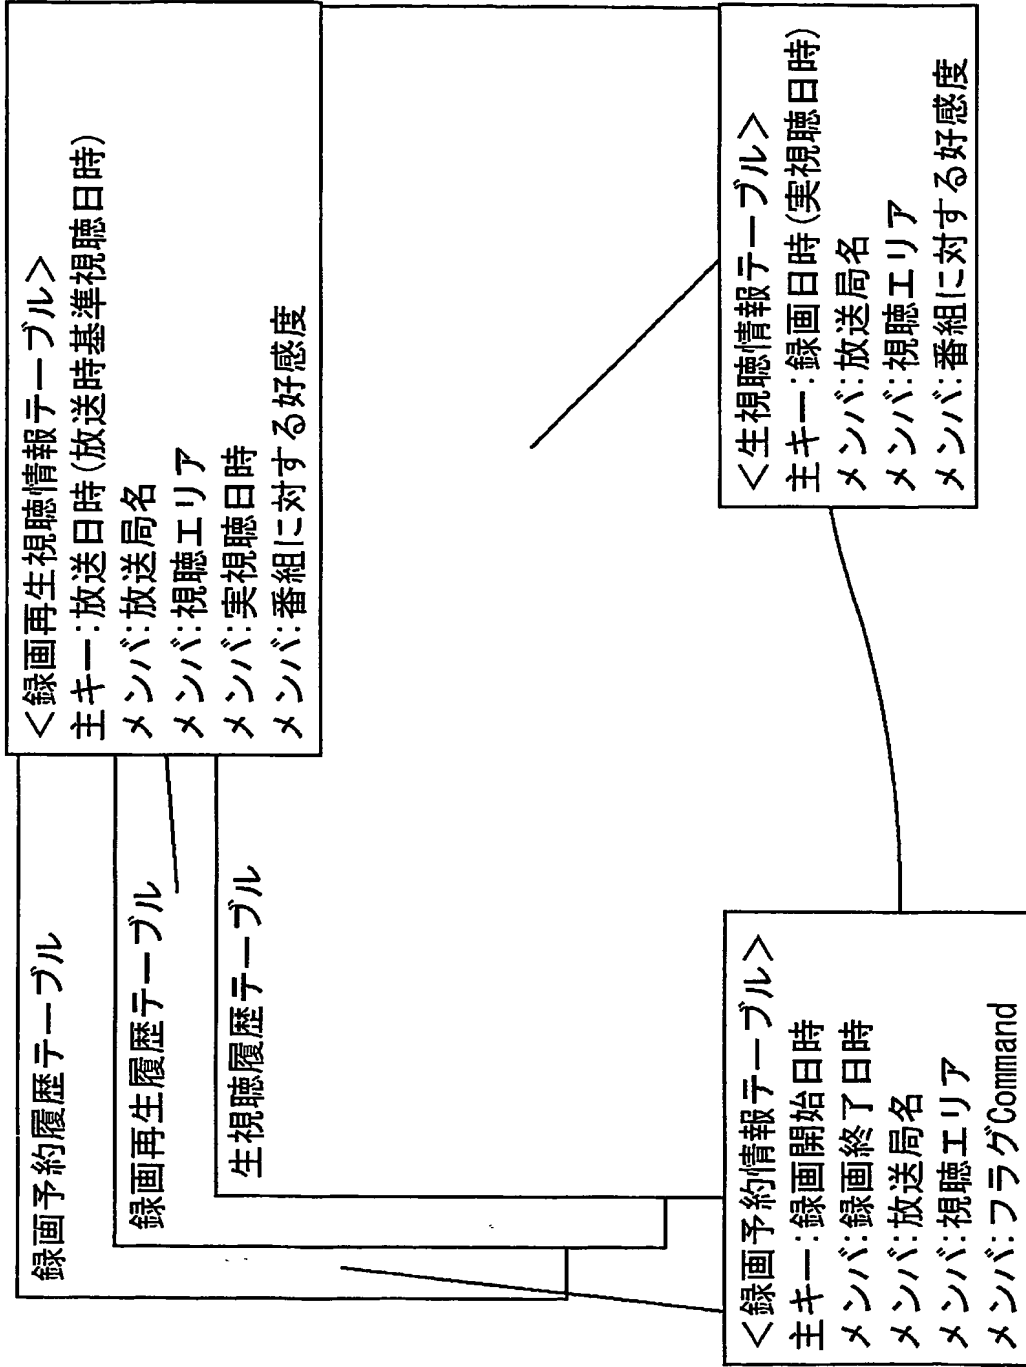 録画予約履歴テーブル
録画再生履歴テーブル
生視聴履歴テーブル
＜録画再生視聴情報テーブル＞
主キー：放送日時(放送時基準視聴日時)
メンバ：放送局名
メンバ：視聴エリア
メンバ：実視聴日時
メンバ：番組に対する好感度
＜録画予約情報テーブル＞
主キー：録画開始日時
メンバ：録画終了日時
メンバ：放送局名
メンバ：視聴エリア
メンバ：フラグCommand
＜生視聴情報テーブル＞
主キー：録画日時(実視聴日時)
メンバ：放送局名
メンバ：視聴エリア
メンバ：番組に対する好感度